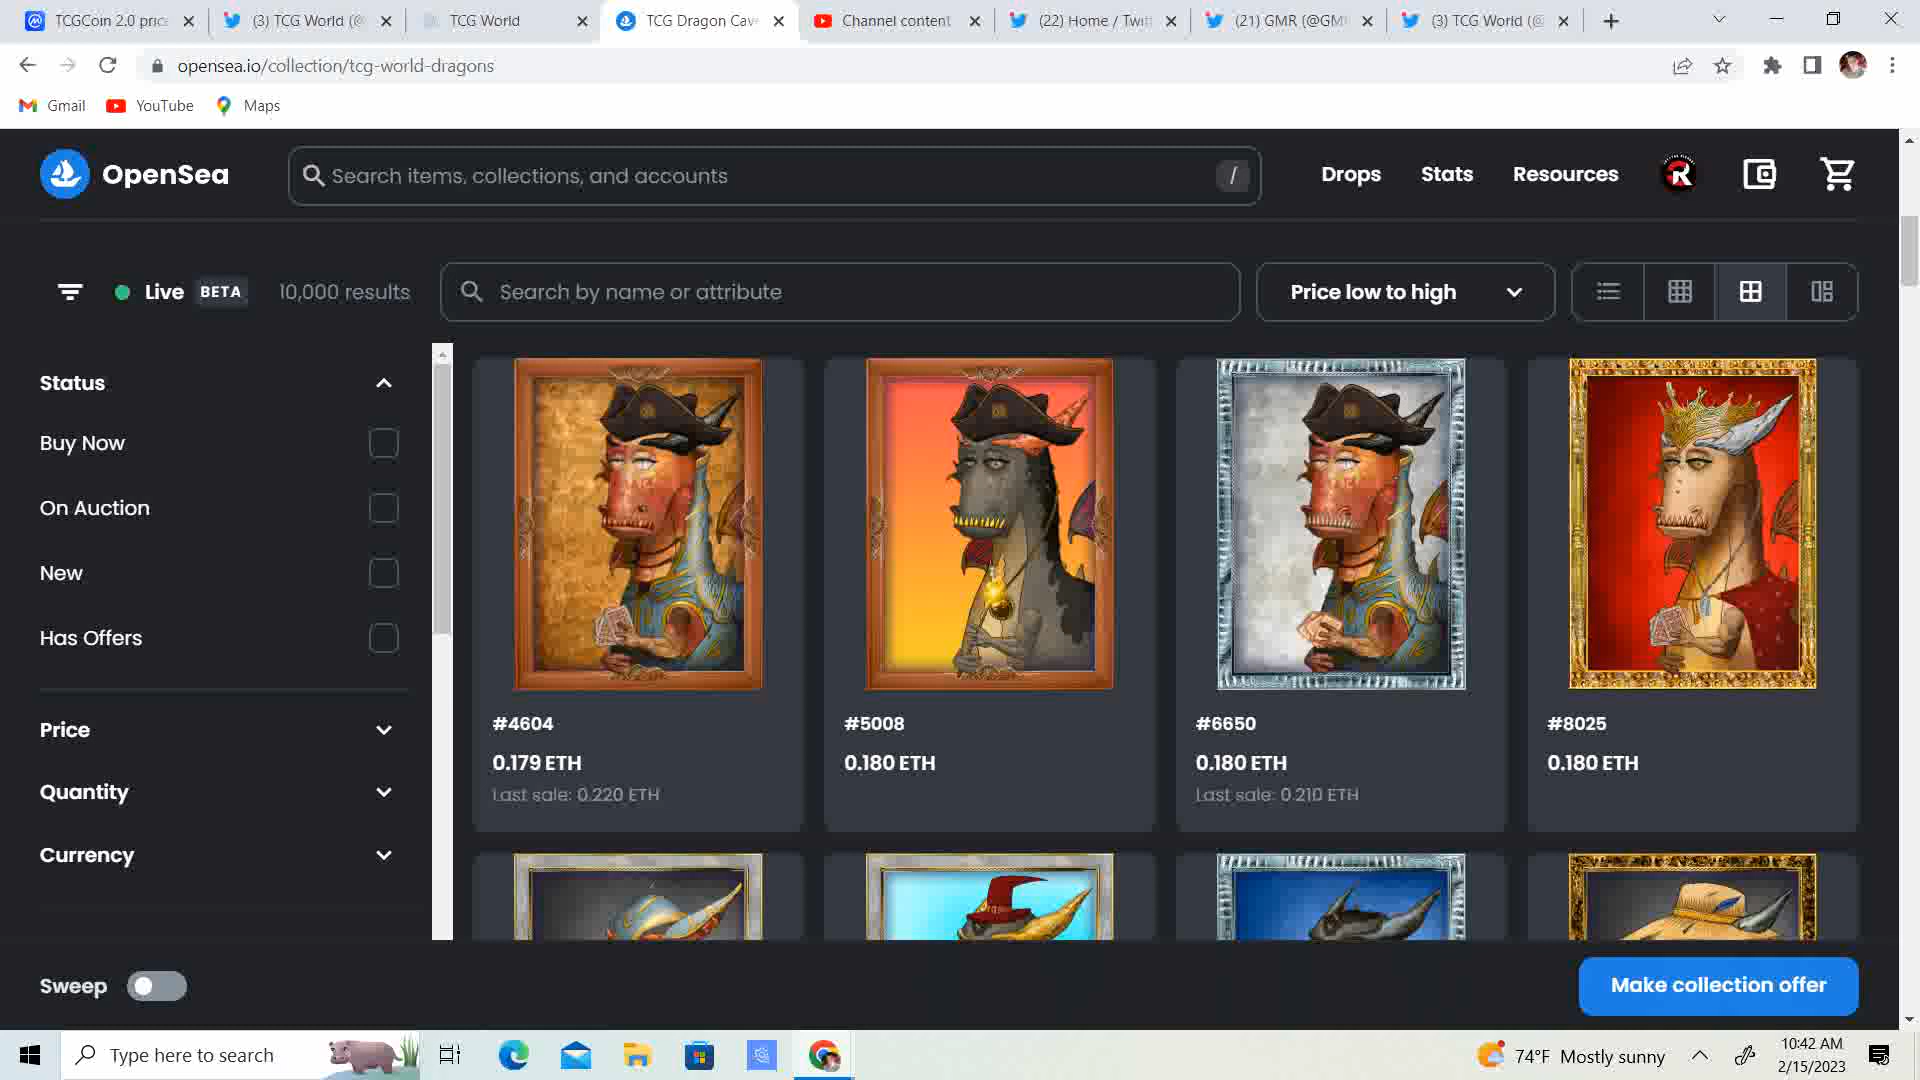 TCGCoin 2.0 price
(3) TCG World (@
TCG World
TCG Dragon Cave
Channel content
(22) Home / Twit
(21) GMR (@GMR
(3) TCG World (@
opensea.io/collection/tcg-world-dragons
Gmail
YouTube
Maps
OpenSea
Search items, collections, and accounts
/
Drops
Stats
Resources
R
Live
BETA
10,000 results
Search by name or attribute
Price low to high
Status
Buy Now
On Auction
New
Has Offers
Price
Quantity
Currency
#4604
0.179 ETH
Last sale: 0.220 ETH
#5008
0.180 ETH
#6650
0.180 ETH
Last sale: 0.210 ETH
#8025
0.180 ETH
Sweep
Make collection offer
Type here to search
74°F Mostly sunny
10:42 AM
2/15/2023